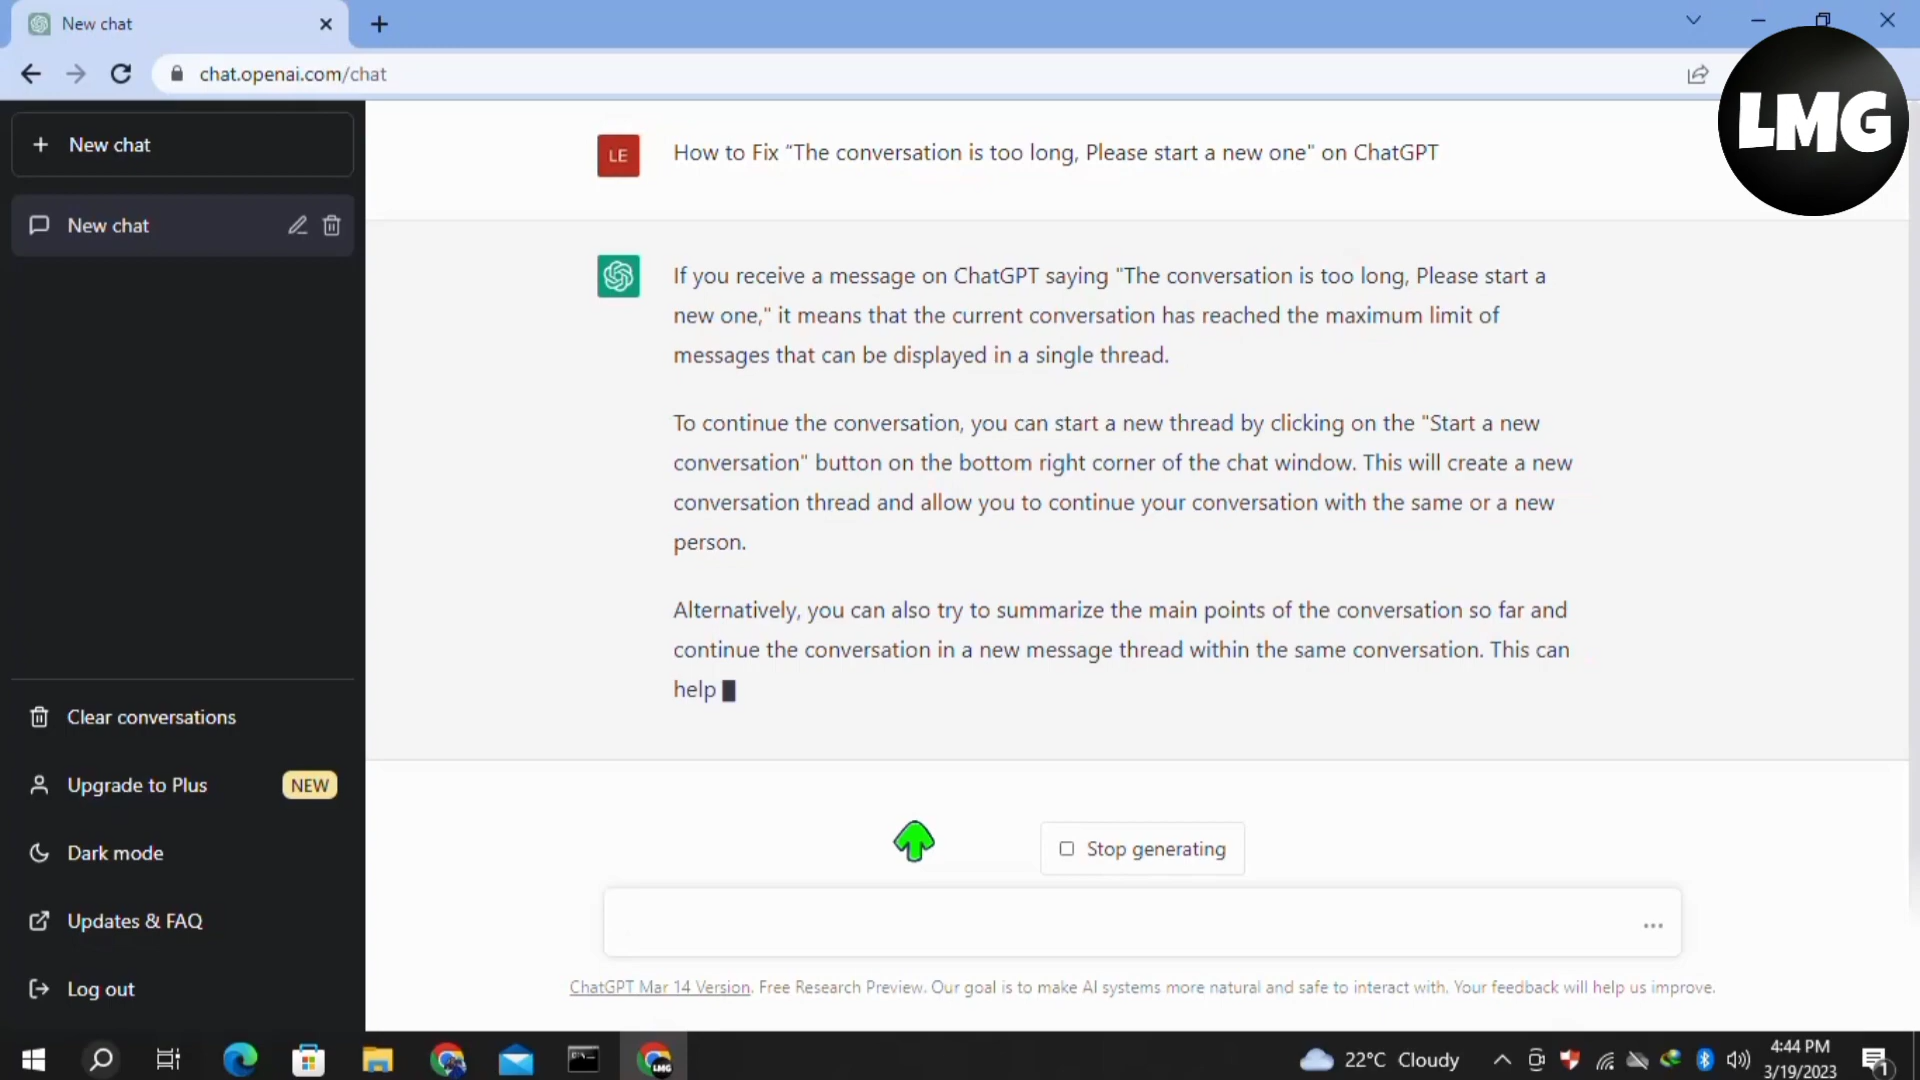 New chat
chat.openai.com/chat
LMG
New chat
New chat
LE
How to Fix “The conversation is too long, Please start a new one" on ChatGPT
If you receive a message on ChatGPT saying "The conversation is too long, Please start a
new one," it means that the current conversation has reached the maximum limit of
messages that can be displayed in a single thread.
To continue the conversation, you can start a new thread by clicking on the "Start a new
conversation" button on the bottom right corner of the chat window. This will create a new
conversation thread and allow you to continue your conversation with the same or a new
person.
Alternatively, you can also try to summarize the main points of the conversation so far and
continue the conversation in a new message thread within the same conversation. This can
help
Clear conversations
Upgrade to Plus NEW
Dark mode
Updates & FAQ
Log out
Stop generating
ChatGPT Mar 14 Version. Free Research Preview. Our goal is to make AI systems more natural and safe to interact with. Your feedback will help us improve.
LMG
22°C Cloudy
4:44 PM
3/19/2023
1